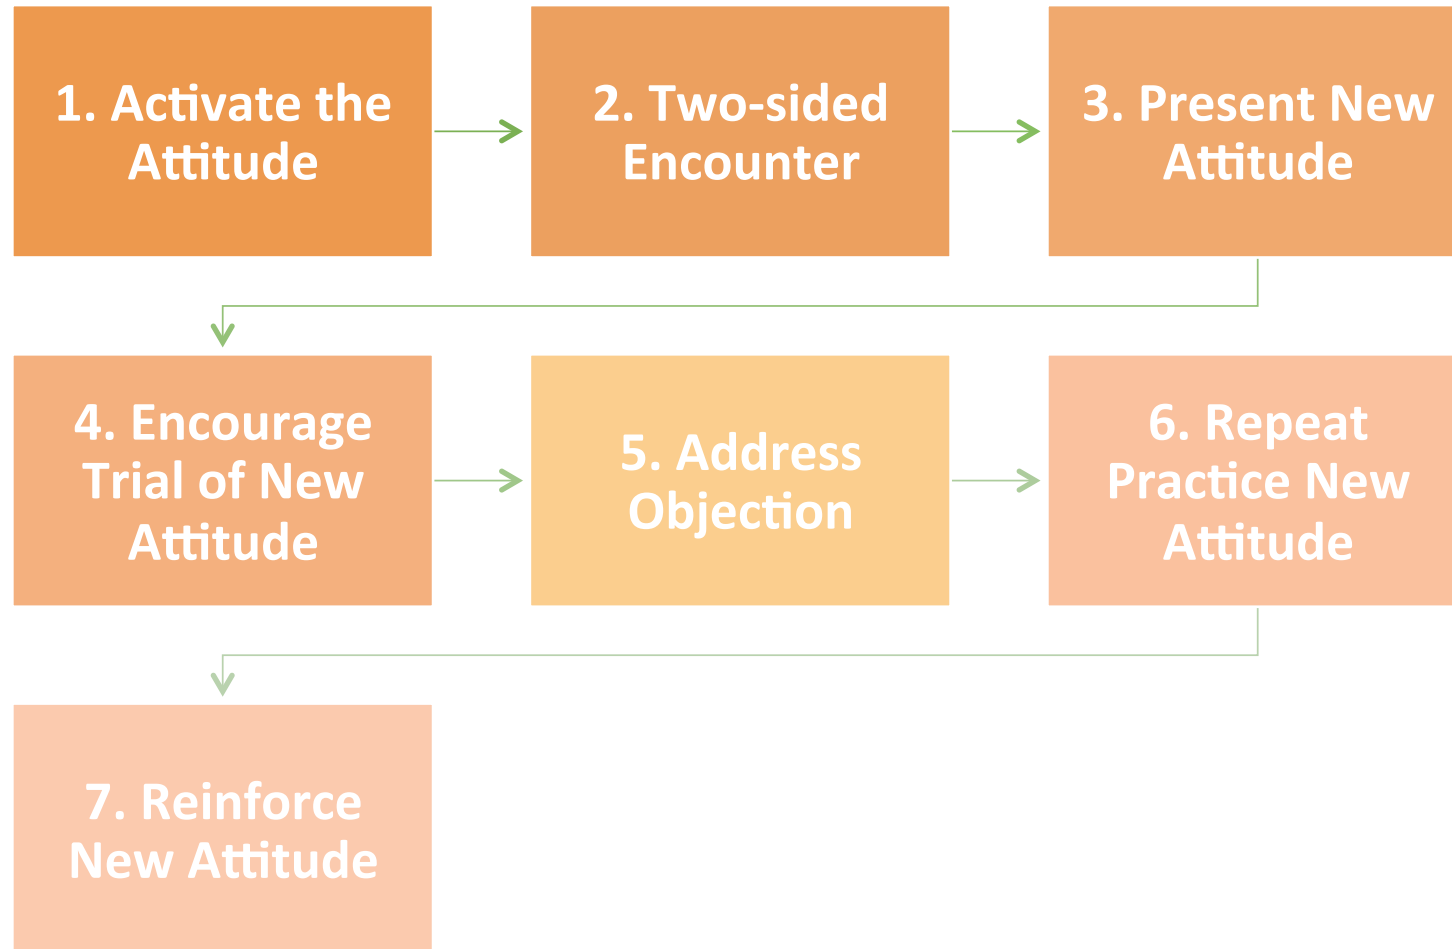 1. Activate the
Attitude
2. Two-sided
Encounter
3. Present New
Attitude
4. Encourage
Trial of New
Attitude
5. Address
Objection
6. Repeat
Practice New
Attitude
7. Reinforce
New Attitude